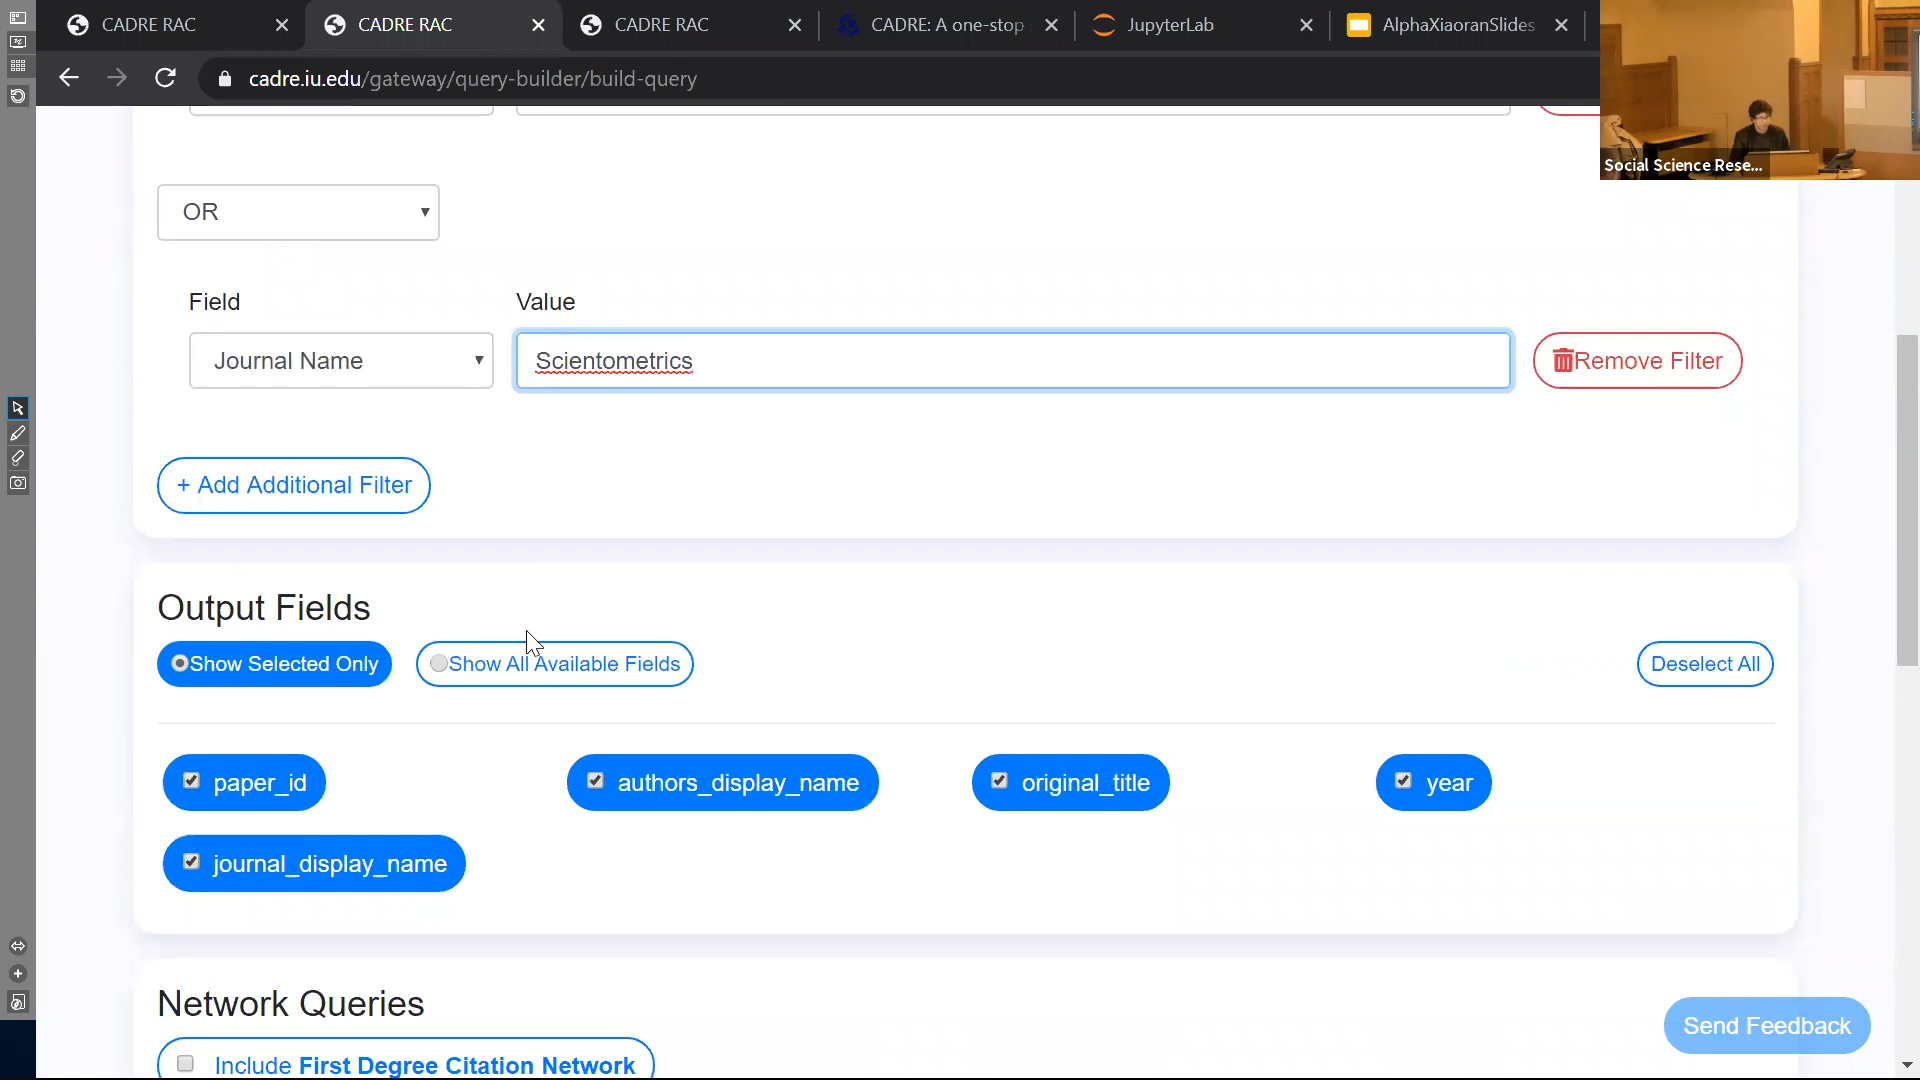 CADRE RAC
CADRE RAC
CADRE RAC
CADRE: A one-stop
JupyterLab
AlphaXiaoranSlides
cadre.iu.edu/gateway/query-builder/build-query
Social Science Rese...
OR
Field
Value
Journal Name
Scientometrics
Remove Filter
+ Add Additional Filter
Output Fields
Show Selected Only
Show All Available Fields
Deselect All
paper_id
authors_display_name
original_title
year
journal_display_name
Network Queries
Send Feedback
Include First Degree Citation Network